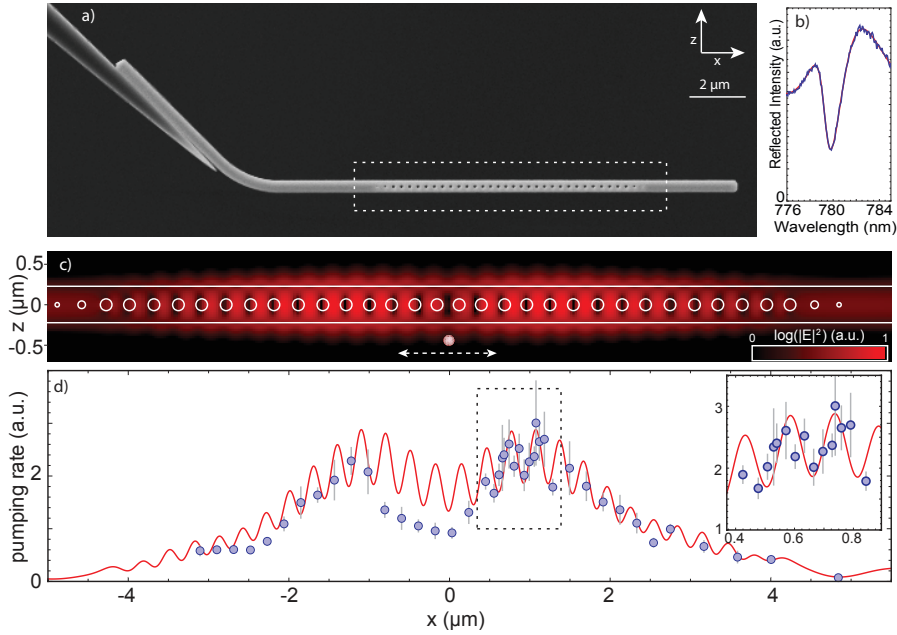 a)
z
x
2 µm
b)
Reflected Intensity (a.u.)
0
776
780
784
Wavelength (nm)
c)
0.5
0.0
-0.5
z (µm)
log(|E|²) (a.u.)
0
1
d)
pumping rate (a.u.)
2
0
-4
-2
0
2
4
x (µm)
3
2
1
0.4
0.6
0.8